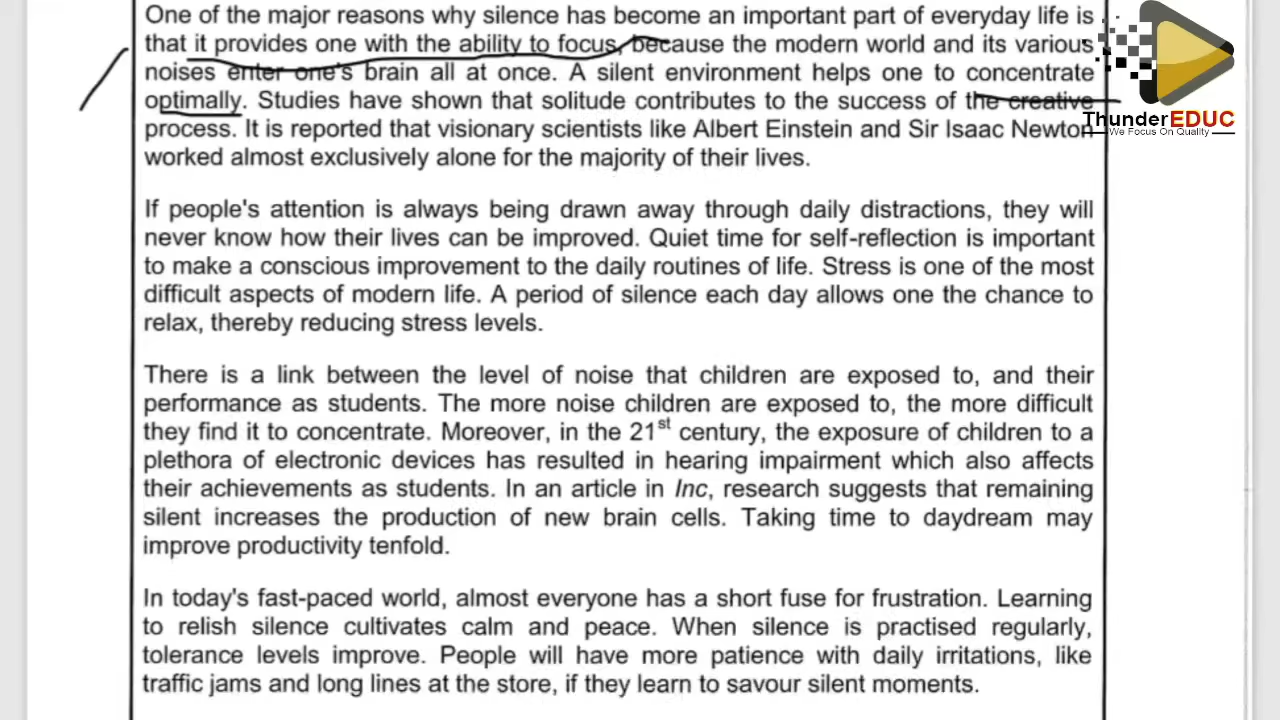 One of the major reasons why silence has become an important part of everyday life is
that it provides one with the ability to focus, because the modern world and its various
noises enter one's brain all at once. A silent environment helps one to concentrate
optimally. Studies have shown that solitude contributes to the success of the creative
process. It is reported that visionary scientists like Albert Einstein and Sir Isaac Newton
worked almost exclusively alone for the majority of their lives.
If people's attention is always being drawn away through daily distractions, they will
never know how their lives can be improved. Quiet time for self-reflection is important
to make a conscious improvement to the daily routines of life. Stress is one of the most
difficult aspects of modern life. A period of silence each day allows one the chance to
relax, thereby reducing stress levels.
There is a link between the level of noise that children are exposed to, and their
performance as students. The more noise children are exposed to, the more difficult
they find it to concentrate. Moreover, in the 21st century, the exposure of children to a
plethora of electronic devices has resulted in hearing impairment which also affects
their achievements as students. In an article in Inc, research suggests that remaining
silent increases the production of new brain cells. Taking time to daydream may
improve productivity tenfold.
In today's fast-paced world, almost everyone has a short fuse for frustration. Learning
to relish silence cultivates calm and peace. When silence is practised regularly,
tolerance levels improve. People will have more patience with daily irritations, like
traffic jams and long lines at the store, if they learn to savour silent moments.
ThunderEDUC
We Focus On Quality